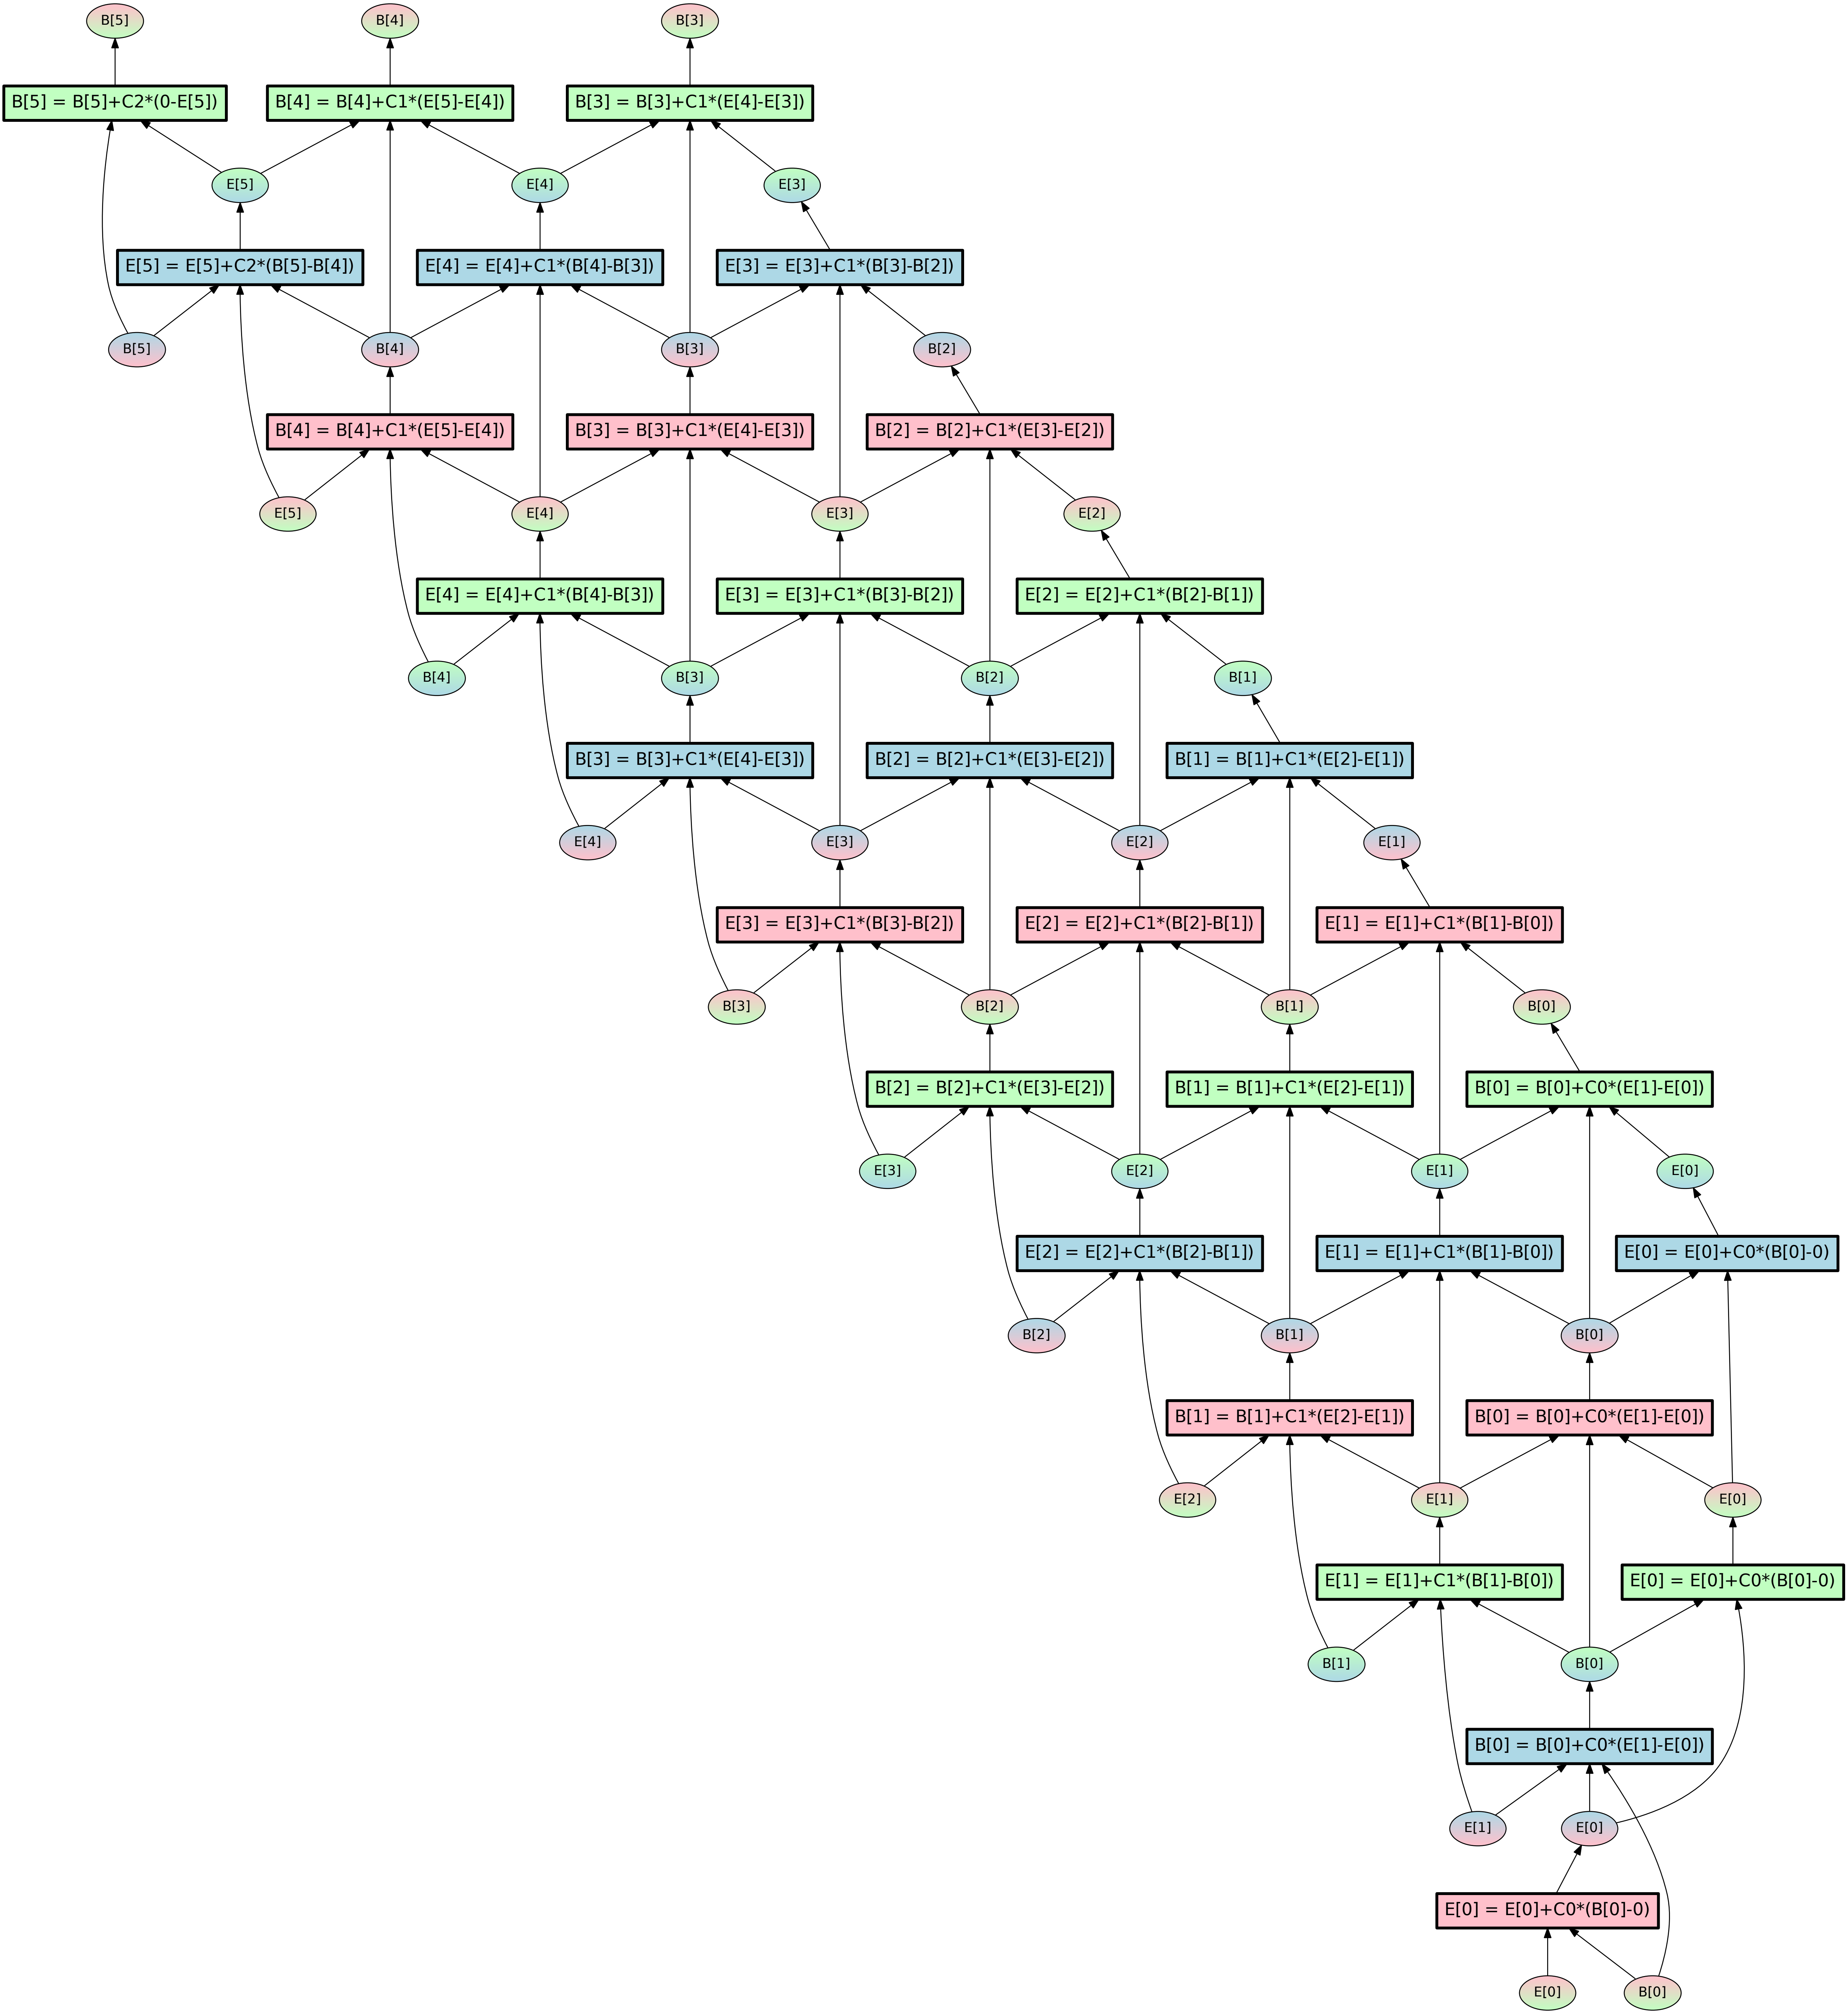 B[5]
B[4]
B[3]
B[5] = B[5]+C2*(0-E[5])
B[4] = B[4]+C1*(E[5]-E[4])
B[3] = B[3]+C1*(E[4]-E[3])
E[5]
E[4]
E[3]
E[5] = E[5]+C2*(B[5]-B[4])
E[4] = E[4]+C1*(B[4]-B[3])
E[3] = E[3]+C1*(B[3]-B[2])
B[5]
B[4]
B[3]
B[2]
B[4] = B[4]+C1*(E[5]-E[4])
B[3] = B[3]+C1*(E[4]-E[3])
B[2] = B[2]+C1*(E[3]-E[2])
E[5]
E[4]
E[3]
E[2]
E[4] = E[4]+C1*(B[4]-B[3])
E[3] = E[3]+C1*(B[3]-B[2])
E[2] = E[2]+C1*(B[2]-B[1])
B[4]
B[3]
B[2]
B[1]
B[3] = B[3]+C1*(E[4]-E[3])
B[2] = B[2]+C1*(E[3]-E[2])
B[1] = B[1]+C1*(E[2]-E[1])
E[4]
E[3]
E[2]
E[1]
E[3] = E[3]+C1*(B[3]-B[2])
E[2] = E[2]+C1*(B[2]-B[1])
E[1] = E[1]+C1*(B[1]-B[0])
B[3]
B[2]
B[1]
B[0]
B[2] = B[2]+C1*(E[3]-E[2])
B[1] = B[1]+C1*(E[2]-E[1])
B[0] = B[0]+C0*(E[1]-E[0])
E[3]
E[2]
E[1]
E[0]
E[2] = E[2]+C1*(B[2]-B[1])
E[1] = E[1]+C1*(B[1]-B[0])
E[0] = E[0]+C0*(B[0]-0)
B[2]
B[1]
B[0]
B[1] = B[1]+C1*(E[2]-E[1])
B[0] = B[0]+C0*(E[1]-E[0])
E[2]
E[1]
E[0]
E[1] = E[1]+C1*(B[1]-B[0])
E[0] = E[0]+C0*(B[0]-0)
B[1]
B[0]
B[0] = B[0]+C0*(E[1]-E[0])
E[1]
E[0]
E[0] = E[0]+C0*(B[0]-0)
E[0]
B[0]